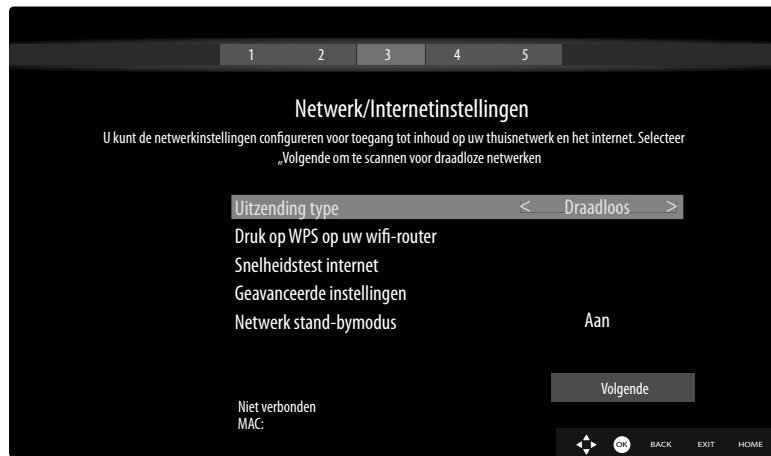 1 2 3 4 5
Netwerk/Internetinstellingen
U kunt de netwerkinstellingen configureren voor toegang tot inhoud op uw thuisnetwerk en het internet. Selecteer
„Volgende om te scannen voor draadloze netwerken
Uitzending type < Draadloos >
Druk op WPS op uw wifi-router
Snelheidstest internet
Geavanceerde instellingen
Netwerk stand-bymodus Aan
Volgende
Niet verbonden
MAC:
OK BACK EXIT HOME